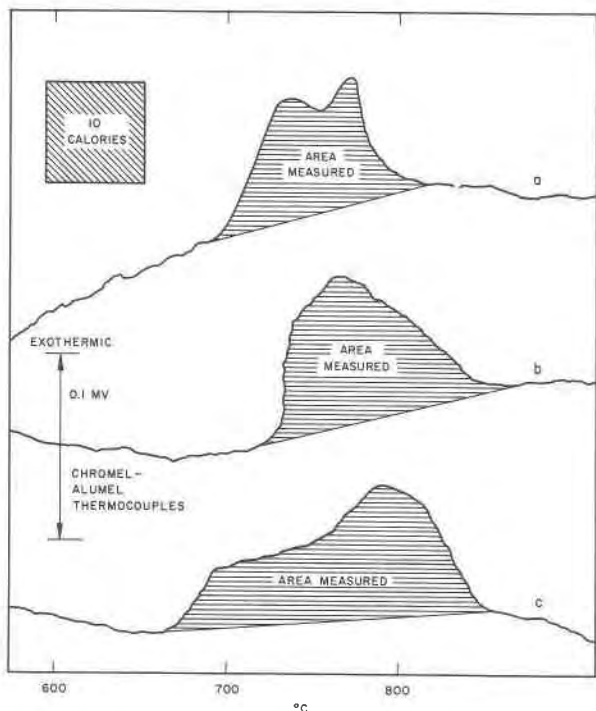 10
CALORIES
AREA
MEASURED
a
EXOTHERMIC
0.1 MV
AREA
MEASURED
b
CHROMEL-
ALUMEL
THERMOCOUPLES
AREA MEASURED
c
600 700 800
°C